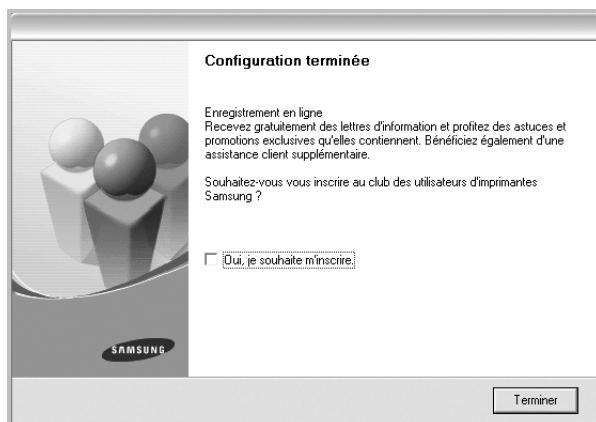 Configuration terminée
Enregistrement en ligne
Recevez gratuitement des lettres d'information et profitez des astuces et
promotions exclusives qu'elles contiennent. Bénéficiez également d'une
assistance client supplémentaire.
Souhaitez-vous vous inscrire au club des utilisateurs d'imprimantes
Samsung ?
Oui, je souhaite m'inscrire.
SAMSUNG
Terminer